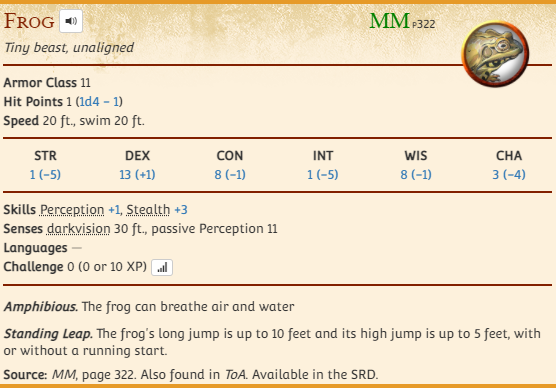 Frog
MM P322
Tiny beast, unaligned
Armor Class 11
Hit Points 1 (1d4 − 1)
Speed 20 ft., swim 20 ft.
STR DEX CON INT WIS CHA
1 (−5) 13 (+1) 8 (−1) 1 (−5) 8 (−1) 3 (−4)
Skills Perception +1, Stealth +3
Senses darkvision 30 ft., passive Perception 11
Languages —
Challenge 0 (0 or 10 XP)
Amphibious. The frog can breathe air and water
Standing Leap. The frog's long jump is up to 10 feet and its high jump is up to 5 feet, with
or without a running start.
Source: MM, page 322. Also found in ToA. Available in the SRD.